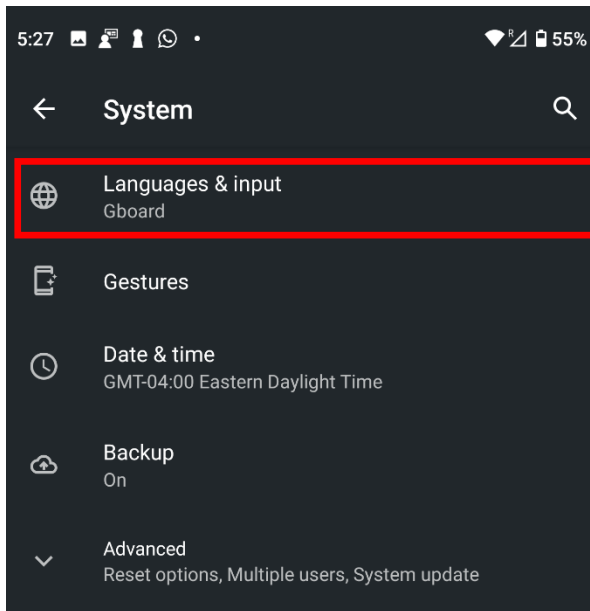 5:27
R
55%
System
Languages & input
Gboard
Gestures
Date & time
GMT-04:00 Eastern Daylight Time
Backup
On
Advanced
Reset options, Multiple users, System update